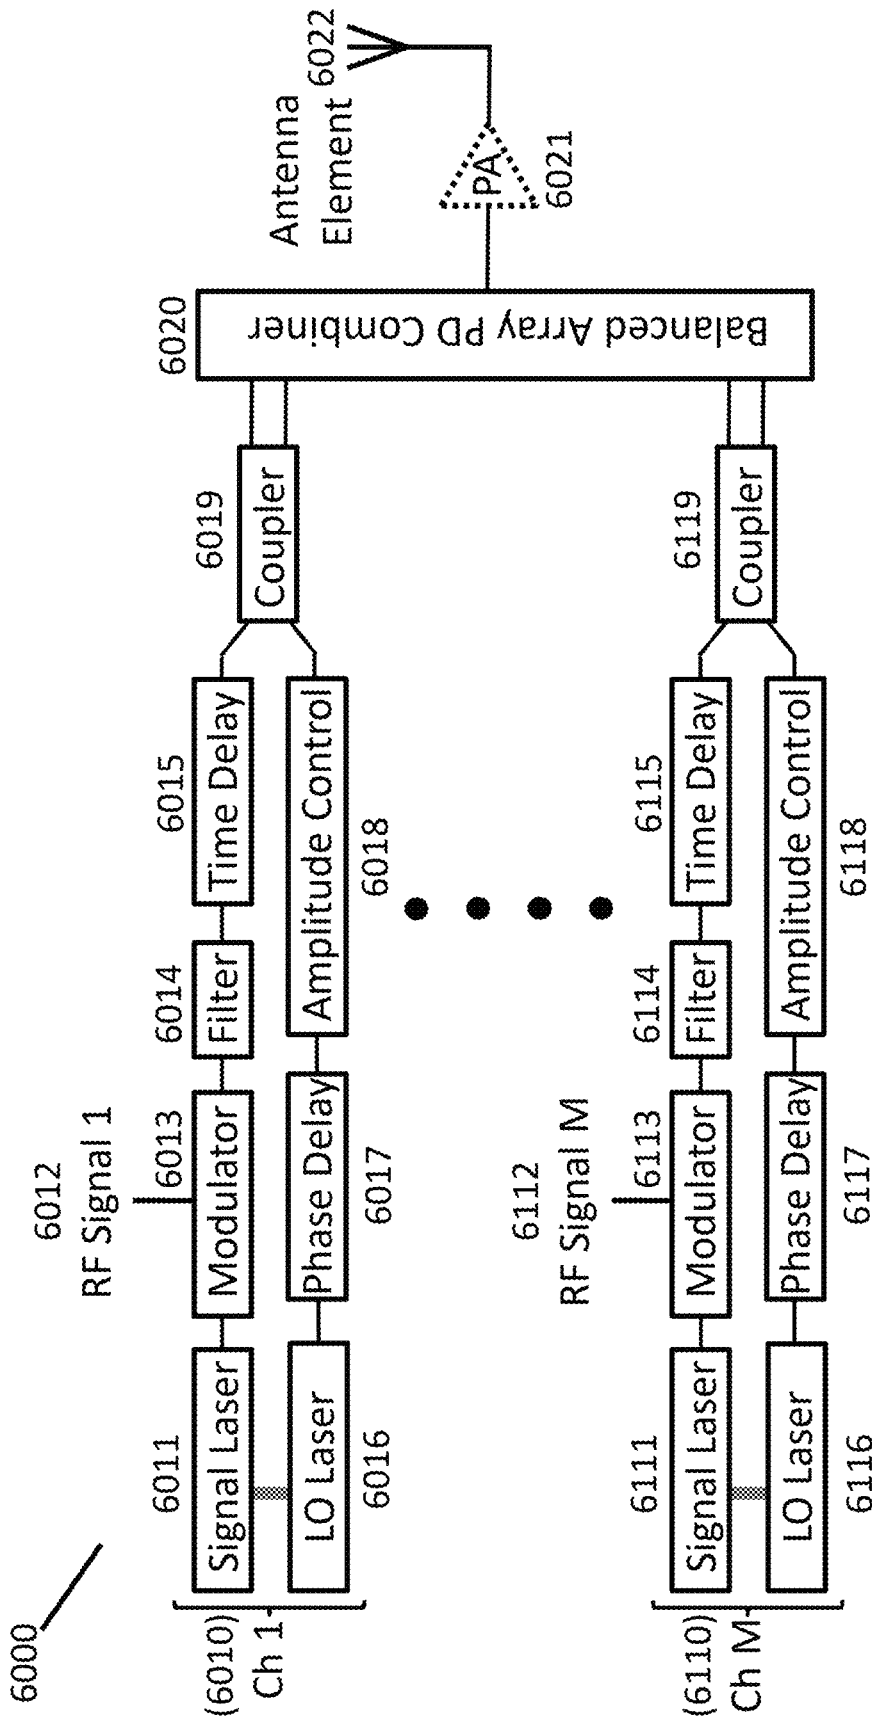 6000
(6010)
Ch 1
6011
Signal Laser
6012
RF Signal 1
6013
Modulator
6014
Filter
6015
Time Delay
LO Laser
6016
Phase Delay
6017
Amplitude Control
6018
6019
Coupler
6020
Balanced Array PD Combiner
PA
6021
Antenna
Element
6022
(6110)
Ch M
6111
Signal Laser
6112
RF Signal M
6113
Modulator
6114
Filter
6115
Time Delay
LO Laser
6116
Phase Delay
6117
Amplitude Control
6118
6119
Coupler